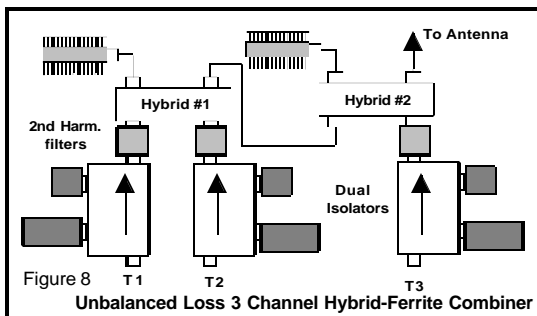 To Antenna
Hybrid #1
Hybrid #2
2nd Harm.
filters
Dual
Isolators
Figure 8
T1
T2
T3
Unbalanced Loss 3 Channel Hybrid-Ferrite Combiner